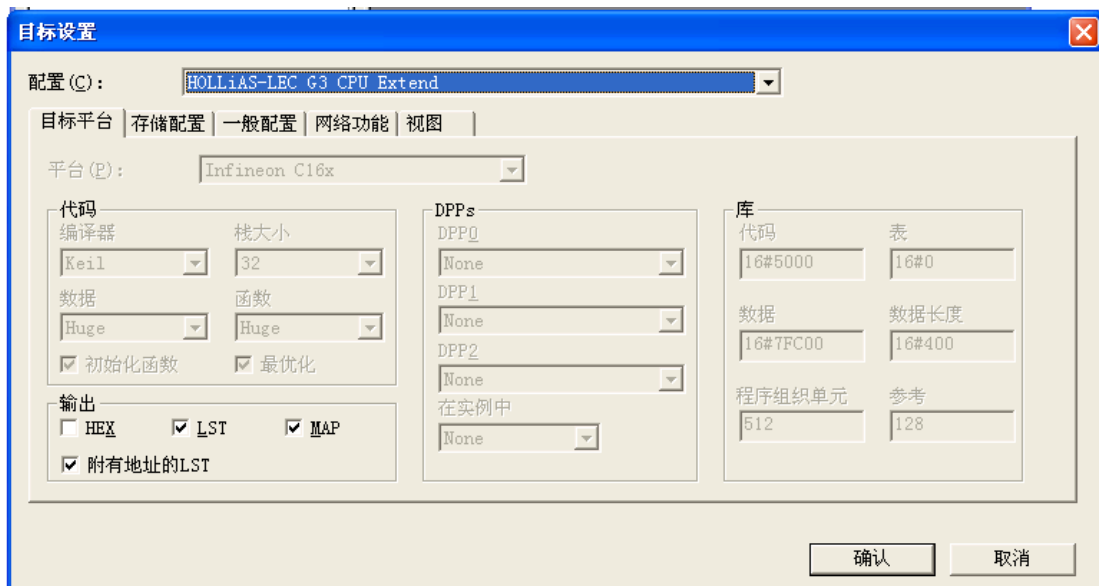 目标设置
配置(C): HOLLiAS-LEC G3 CPU Extend
目标平台 存储配置 一般配置 网络功能 视图
平台(P): Infineon C16x
代码 DPPs 库
编译器 栈大小 DPP0 代码 表
Keil 32 None 16#5000 16#0
数据 函数 DPP1 数据 数据长度
Huge Huge None 16#7FC00 16#400
初始化函数 最优化 DPP2 程序组织单元 参考
None 512 128
输出 在实例中
HEX LST MAP None
附有地址的LST
确认 取消